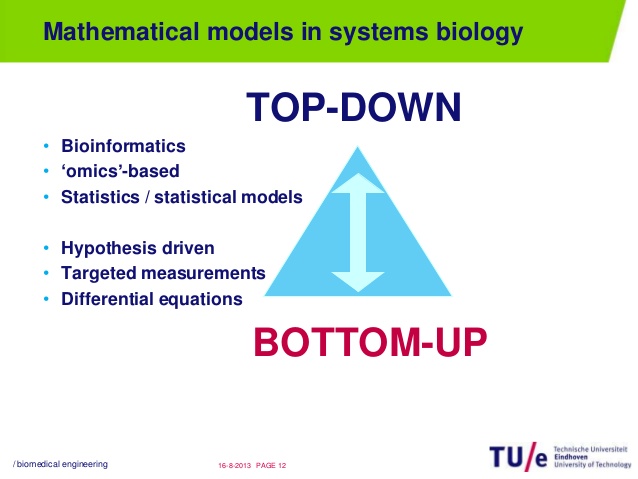 Mathematical models in systems biology
TOP-DOWN
• Bioinformatics
• ‘omics’-based
• Statistics / statistical models
• Hypothesis driven
• Targeted measurements
• Differential equations
BOTTOM-UP
/ biomedical engineering
16-8-2013 PAGE 12
TU/e
Technische Universiteit
Eindhoven
University of Technology